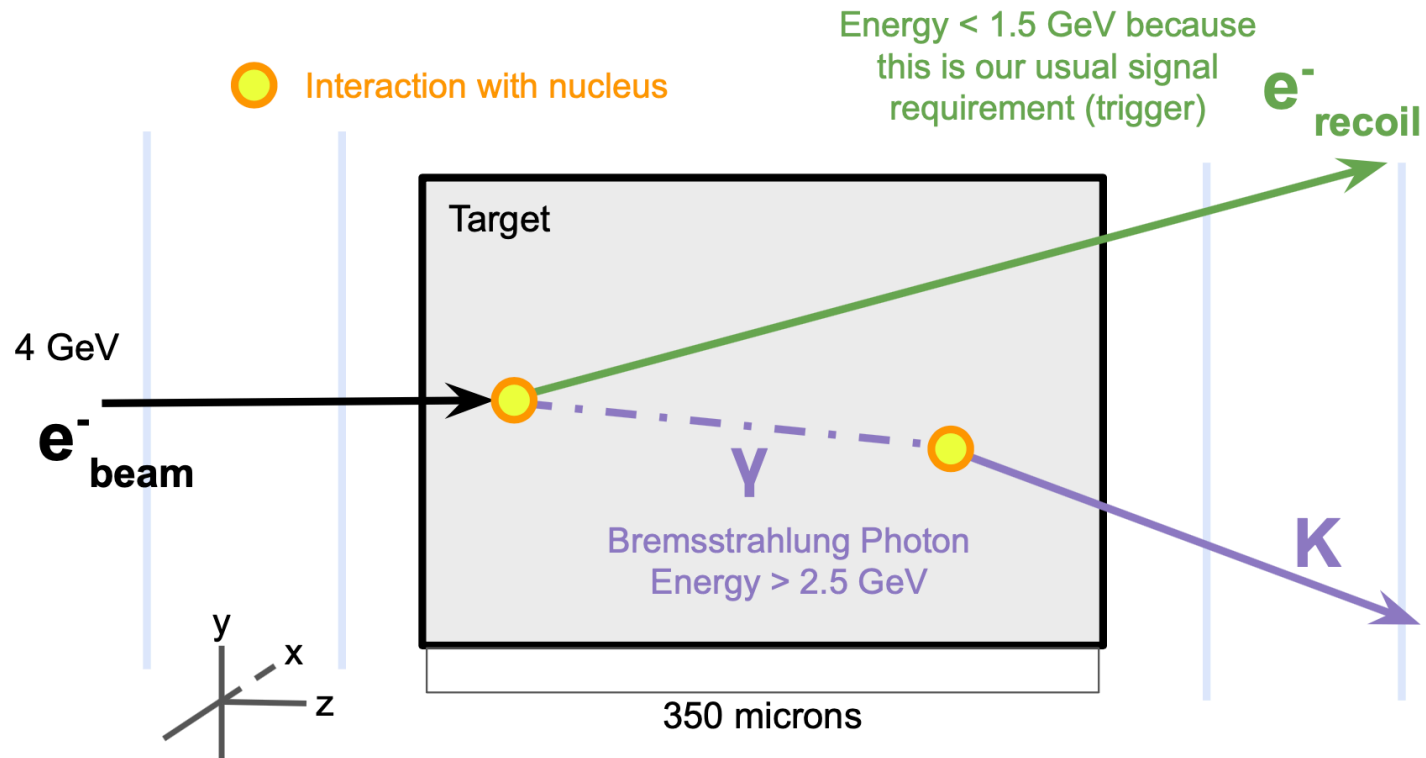 Energy < 1.5 GeV because
this is our usual signal
requirement (trigger)
e-
recoil
Interaction with nucleus
Target
4 GeV
e-
beam
γ
Bremsstrahlung Photon
Energy > 2.5 GeV
K
y
x
z
350 microns